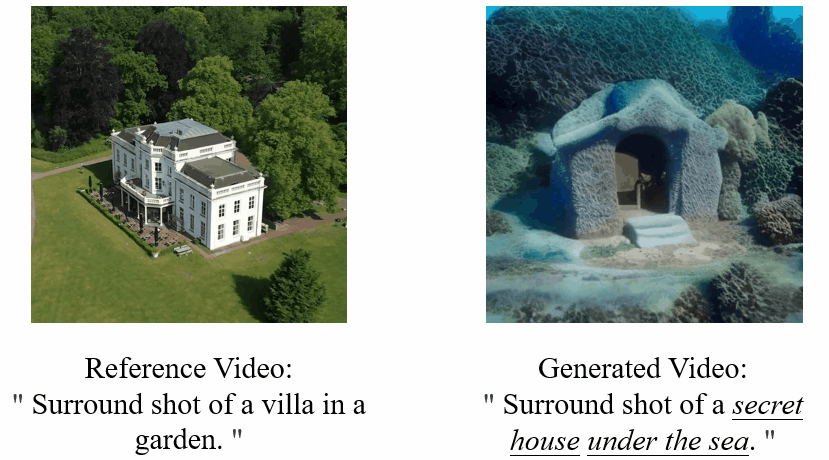 Reference Video:
" Surround shot of a villa in a
garden. "
Generated Video:
" Surround shot of a secret
house under the sea. "